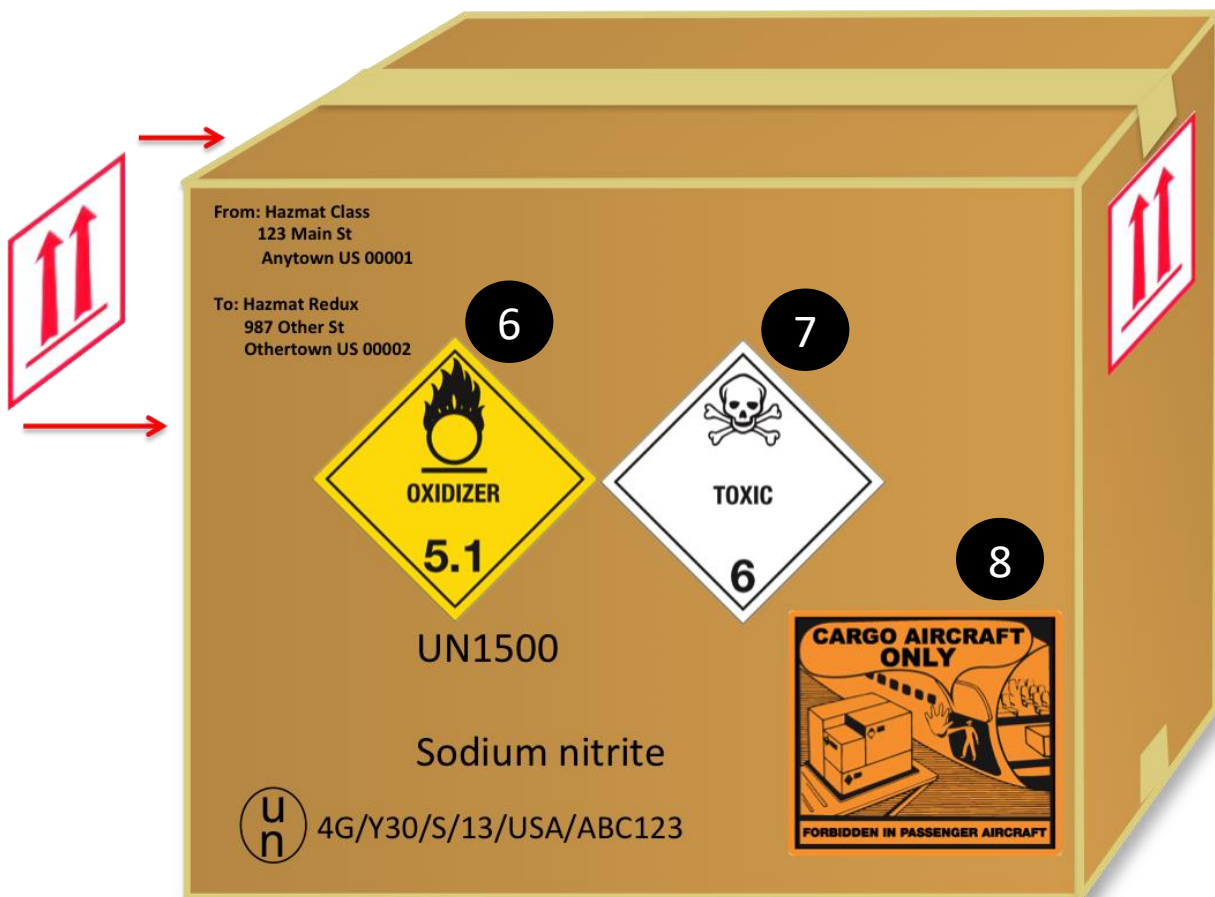 From: Hazmat Class
123 Main St
Anytown US 00001
To: Hazmat Redux
987 Other St
Othertown US 00002
6
7
OXIDIZER
5.1
TOXIC
6
8
UN1500
CARGO AIRCRAFT
ONLY
Sodium nitrite
u
n
4G/Y30/S/13/USA/ABC123
FORBIDDEN IN PASSENGER AIRCRAFT